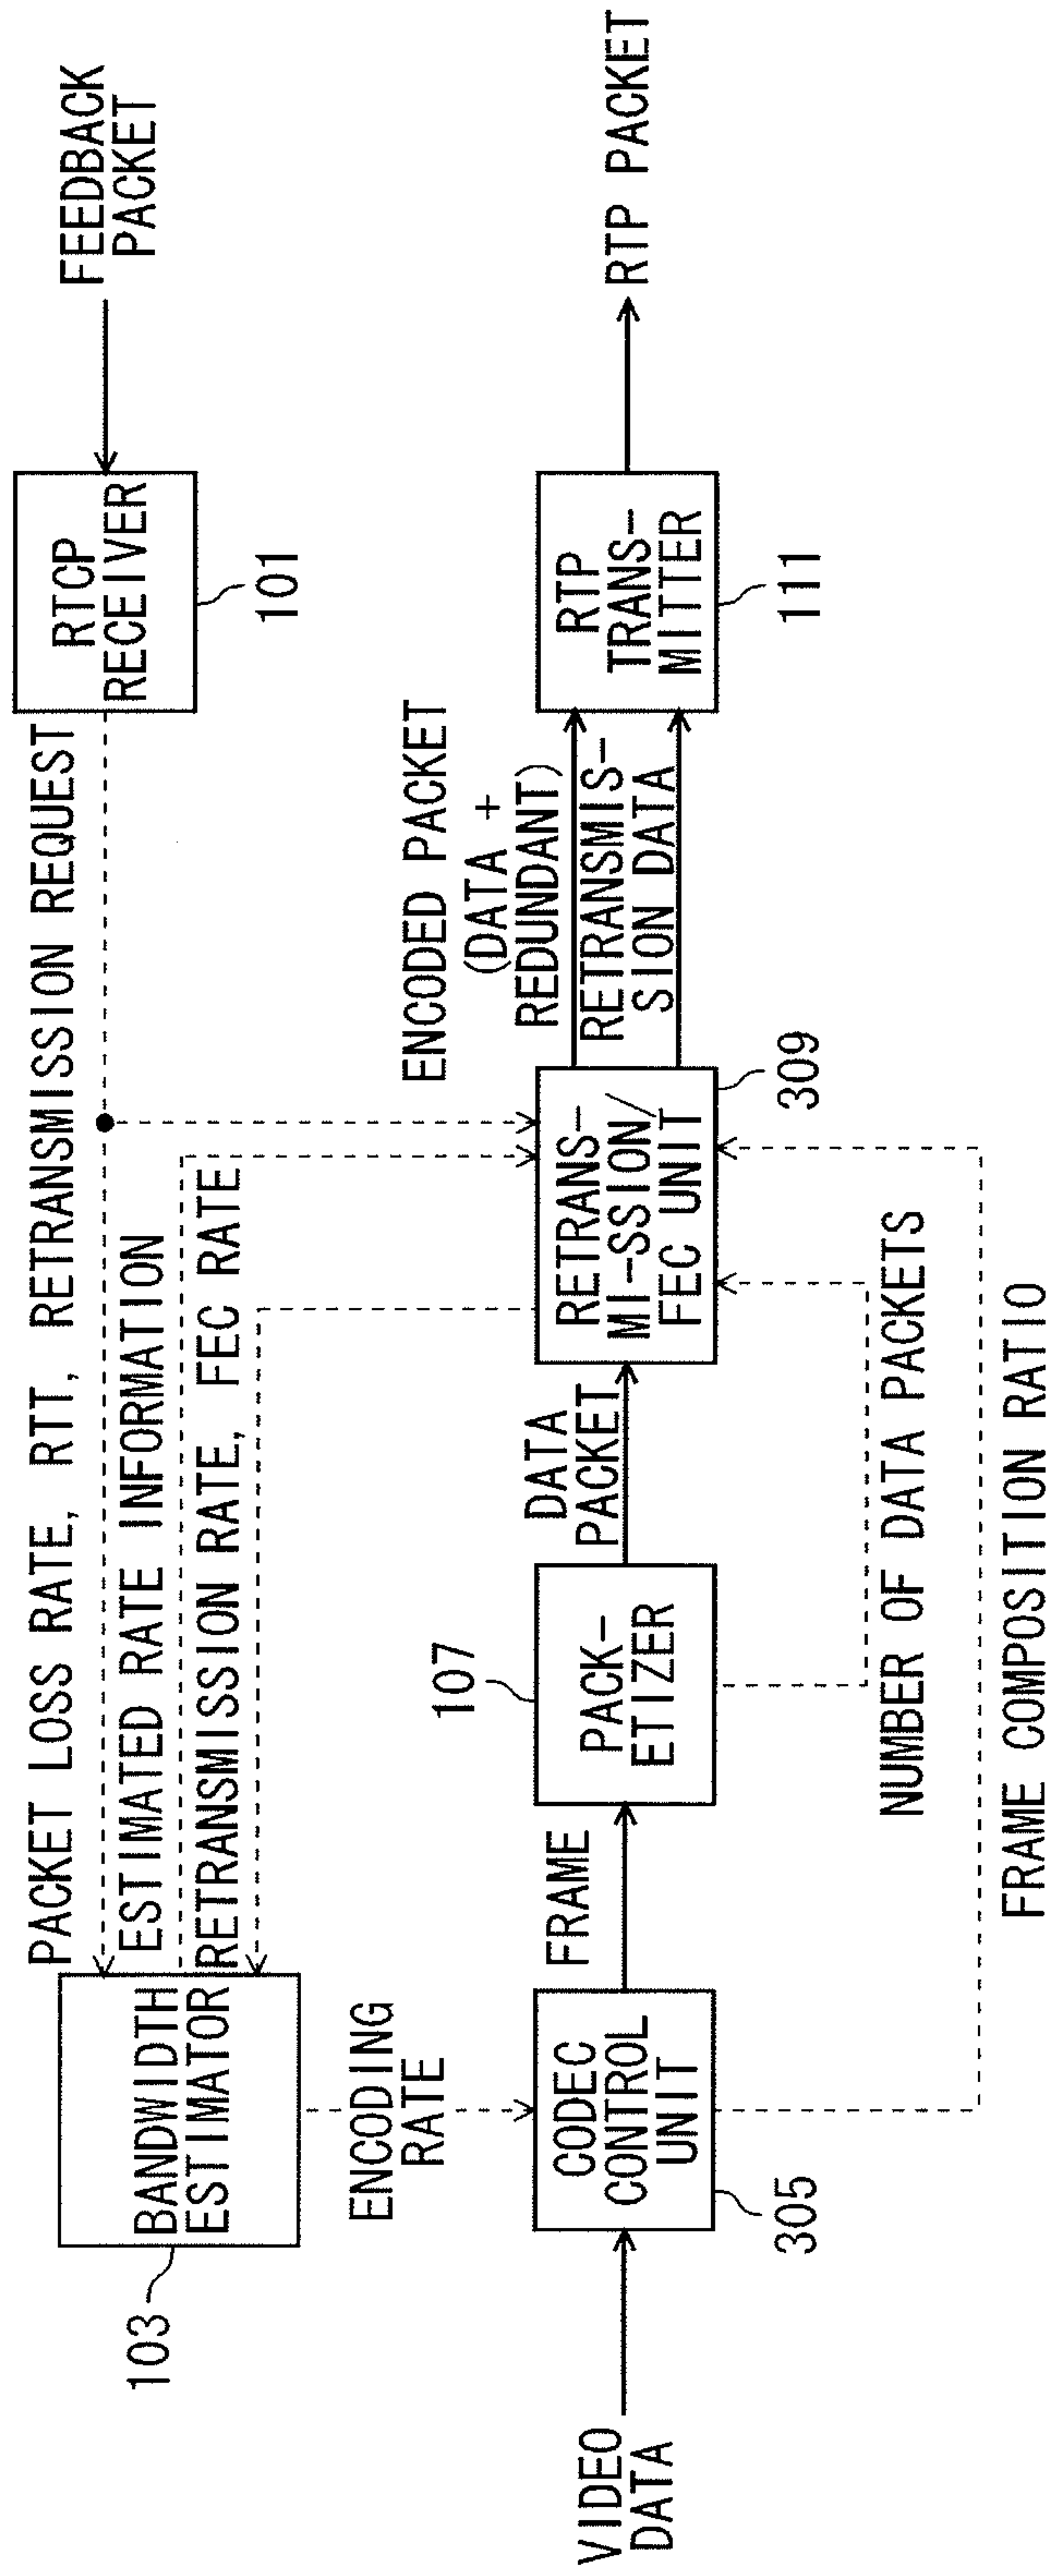 FEEDBACK
PACKET
RTCP
RECEIVER
101
PACKET LOSS RATE, RTT, RETRANSMISSION REQUEST
ESTIMATED RATE INFORMATION
RETRANSMISSION RATE, FEC RATE
BANDWIDTH
ESTIMATOR
103
ENCODING
RATE
VIDEO
DATA
CODEC
CONTROL
UNIT
305
FRAME
PACK-
ETIZER
107
DATA
PACKET
RETRANS-
MI-SSION/
FEC UNIT
309
ENCODED PACKET
(DATA +
REDUNDANT)
RETRANSMIS-
SION DATA
RTP
TRANS-
MITTER
111
RTP PACKET
NUMBER OF DATA PACKETS
FRAME COMPOSITION RATIO